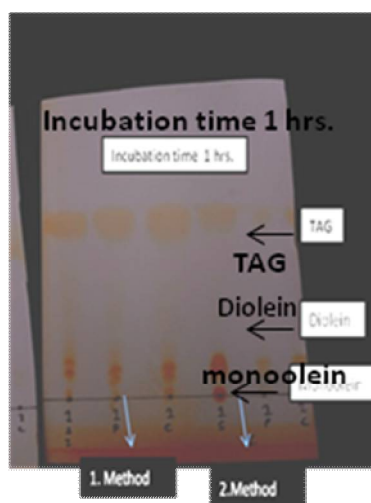 Incubation time 1 hrs.
Incubation time 1 hrs.
TAG
TAG
Diolein
Diolein
monoolein
1. Method
2.Method